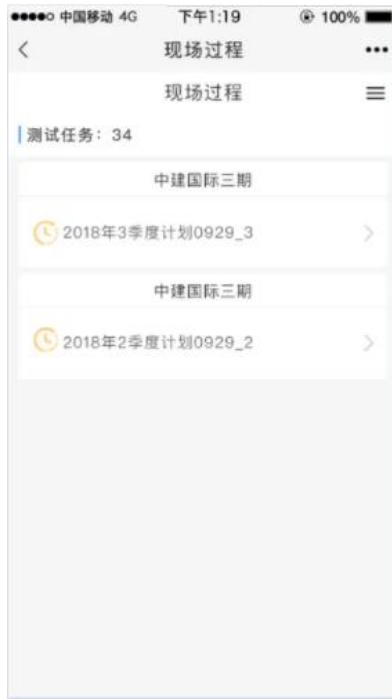 中国移动 4G 下午1:19 100%
现场过程
现场过程
测试任务：34
中建国际三期
2018年3季度计划0929_3
中建国际三期
2018年2季度计划0929_2